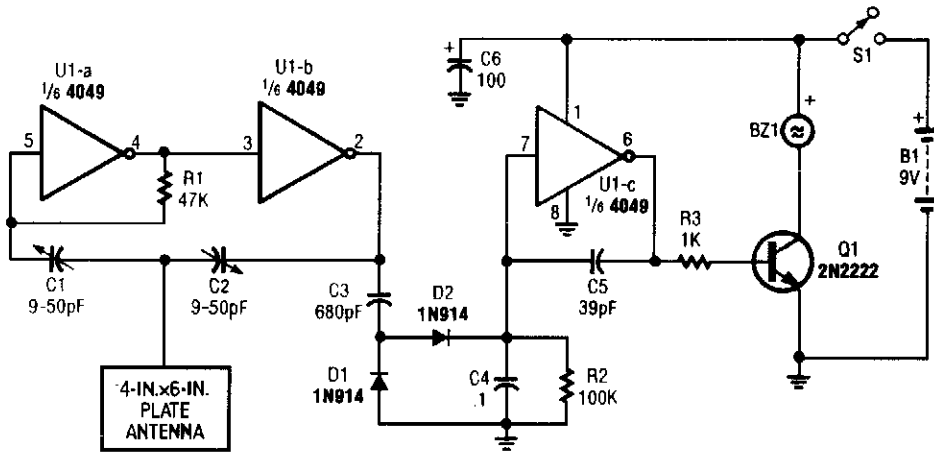 U1-a
1/6 4049
5
4
R1
47K
U1-b
1/6 4049
3
2
C1
9-50pF
C2
9-50pF
4-IN.x6-IN.
PLATE
ANTENNA
C3
680pF
D1
1N914
D2
1N914
C4
.1
R2
100K
+
C6
100
7
1
6
8
U1-c
1/6 4049
C5
39pF
R3
1K
+
BZ1
Q1
2N2222
S1
+
B1
9V